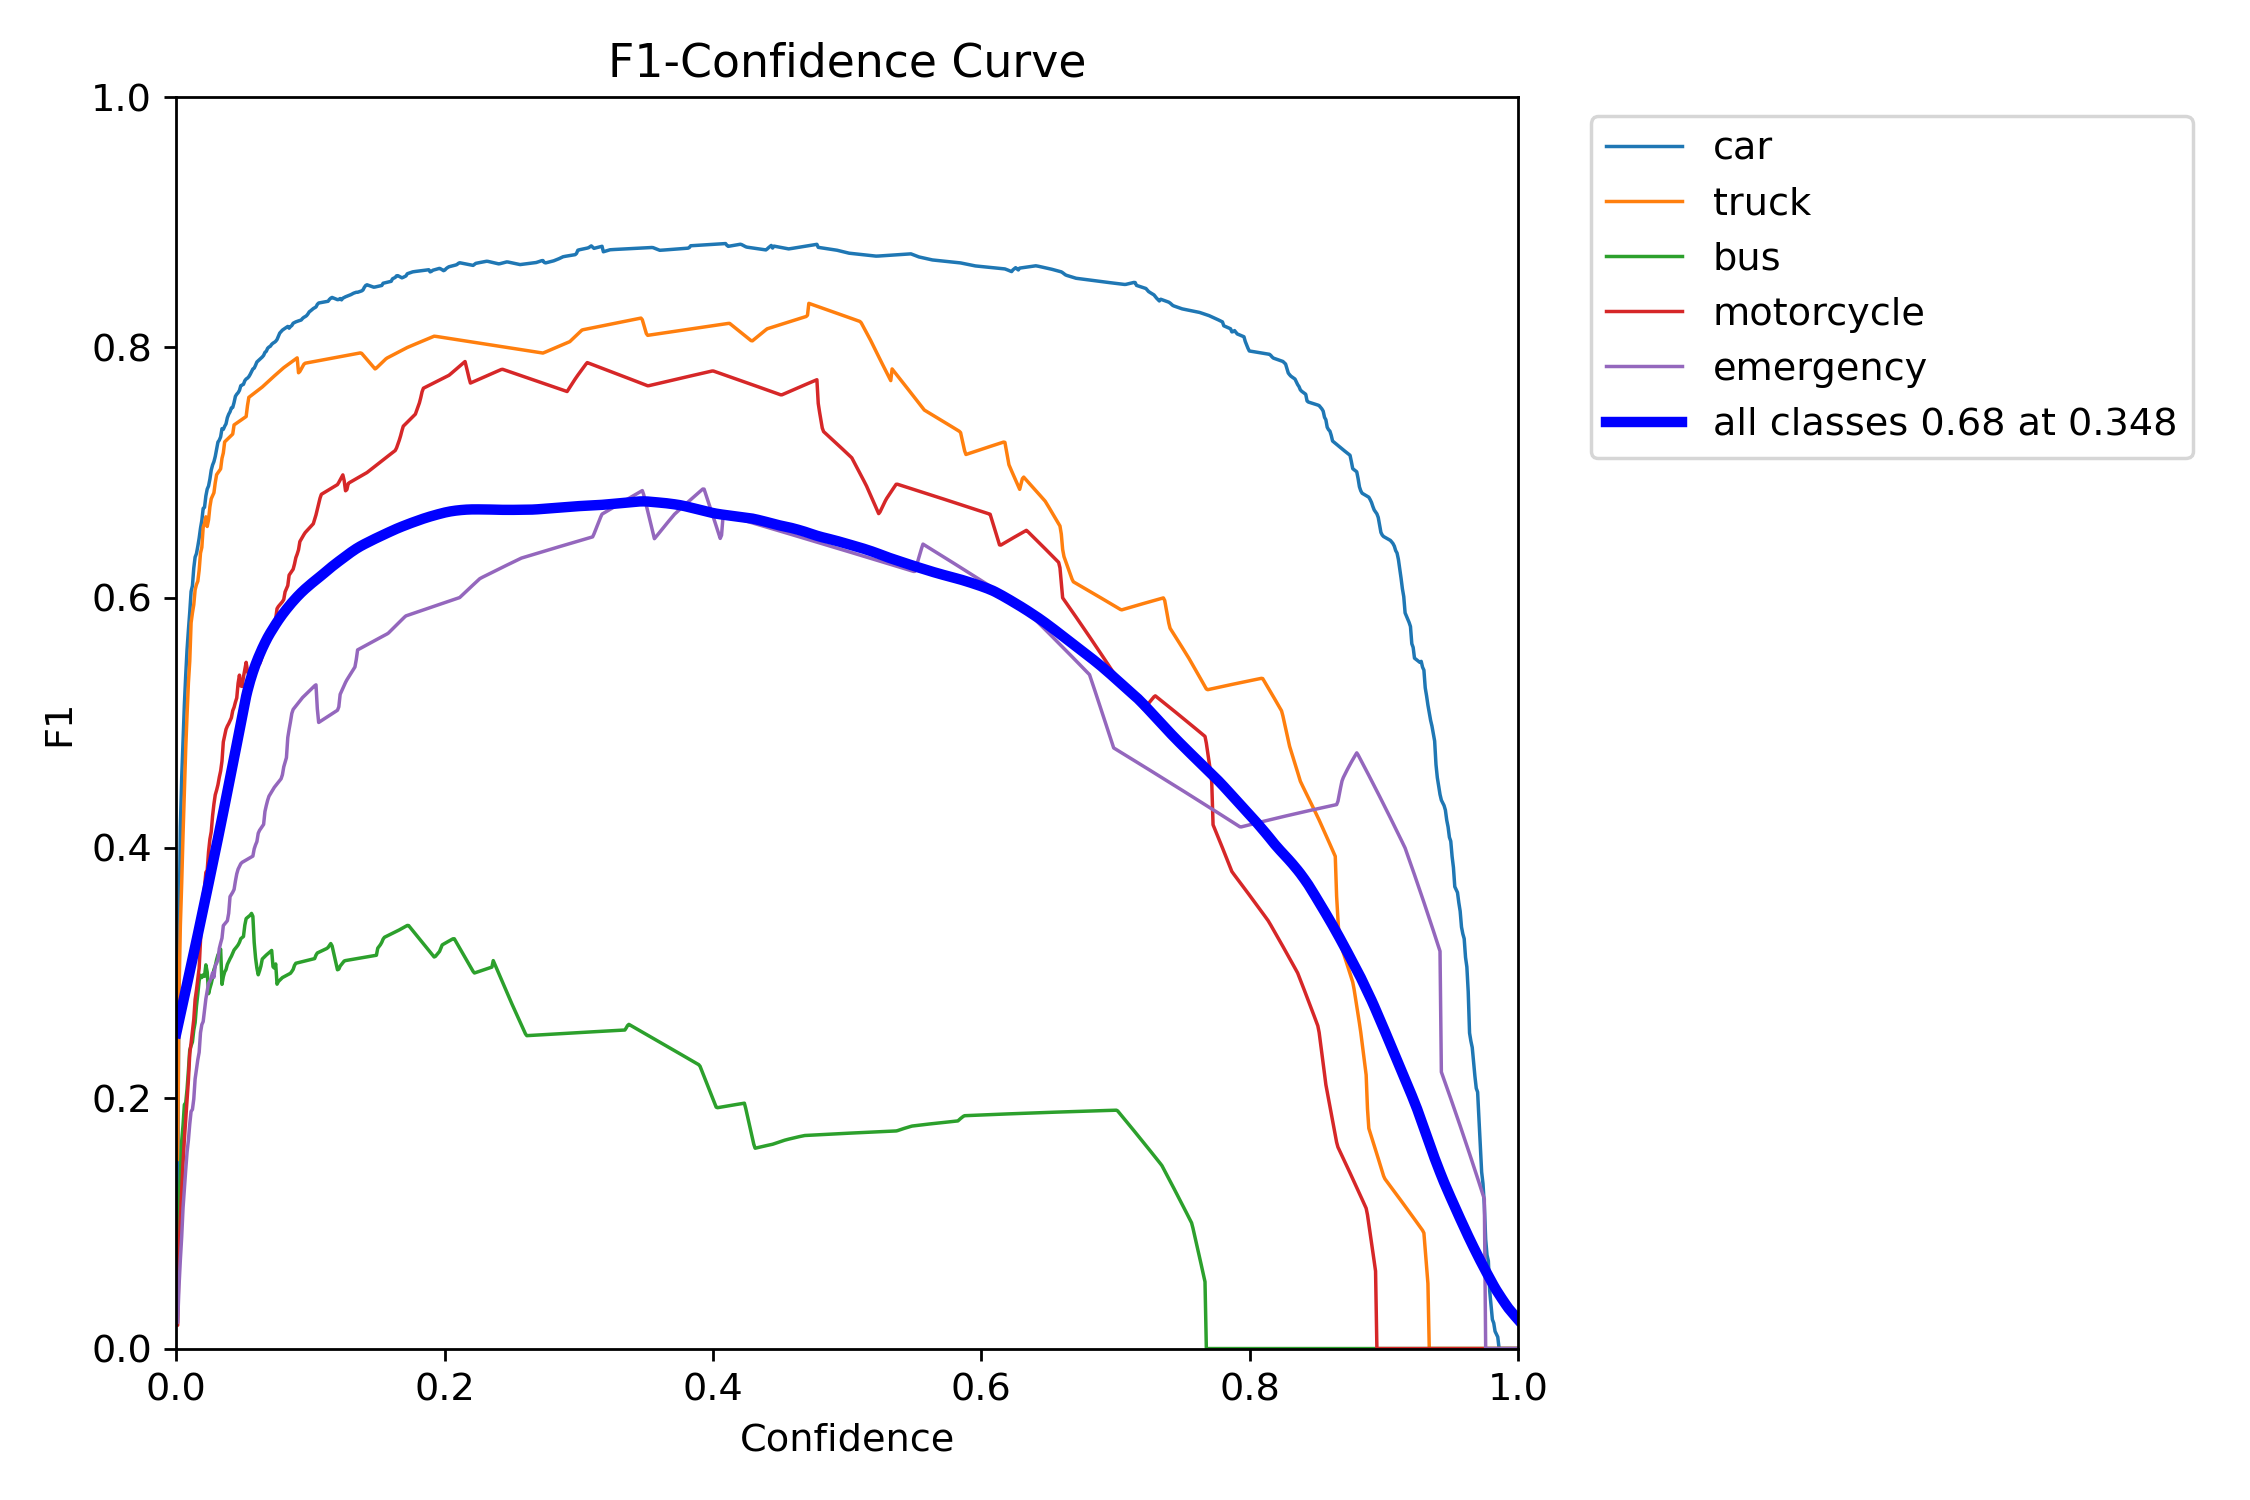 F1-Confidence Curve
1.0
0.8
0.6
0.4
0.2
0.0
F1
0.0 0.2 0.4 0.6 0.8 1.0
Confidence
car
truck
bus
motorcycle
emergency
all classes 0.68 at 0.348